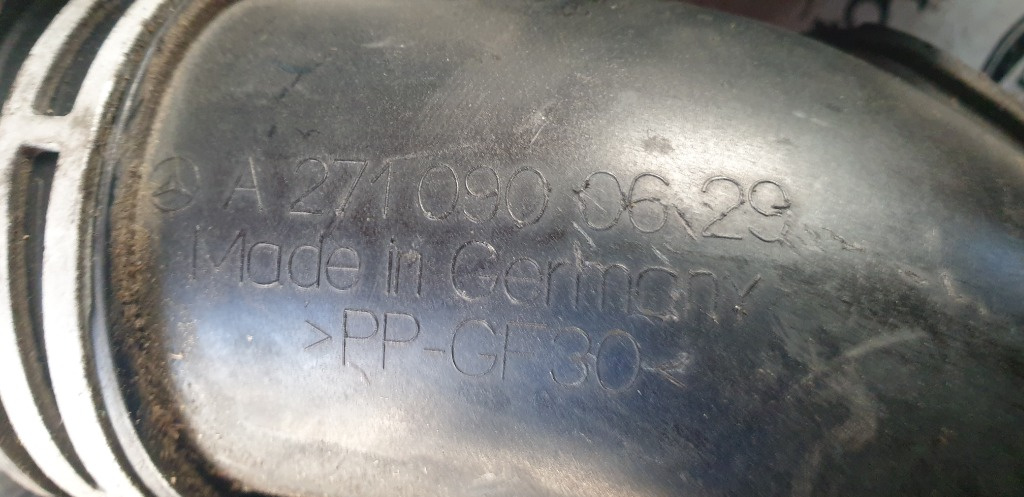 A 271 090 06 29
Made in Germany
>PP-GF30<